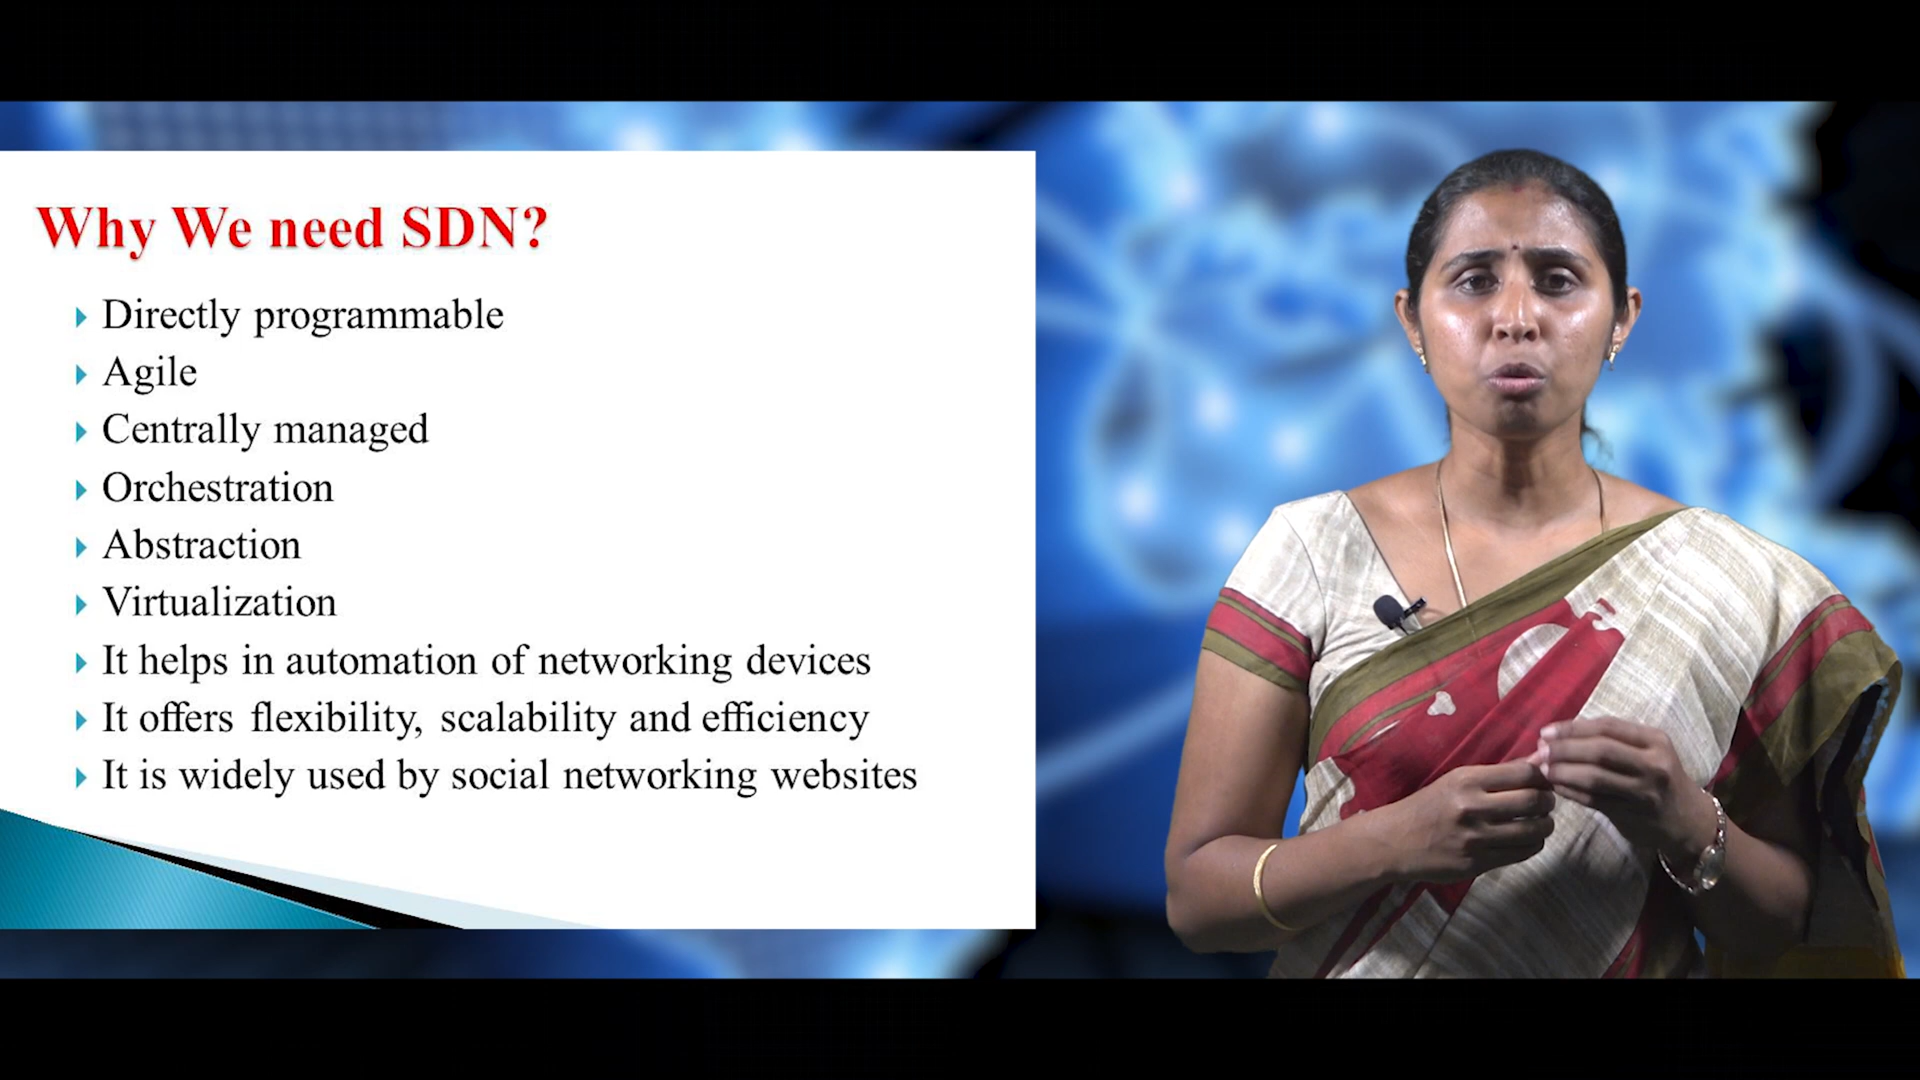 Why We need SDN?
Directly programmable
Agile
Centrally managed
Orchestration
Abstraction
Virtualization
It helps in automation of networking devices
It offers flexibility, scalability and efficiency
It is widely used by social networking websites